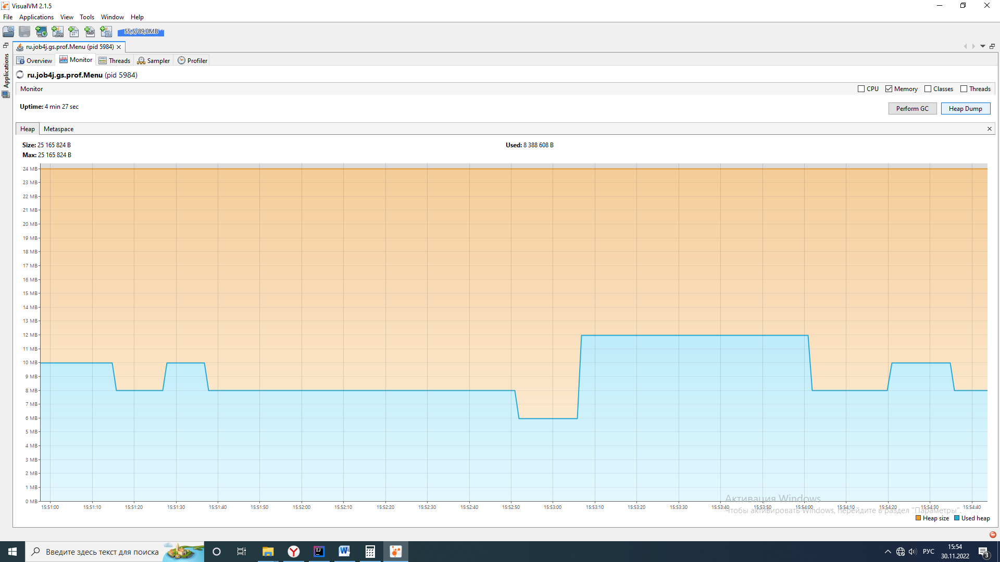 VisualVM 2.1.5
File Applications View Tools Window Help
55,5/89,0MB
ru.job4j.gs.prof.Menu (pid 5984)
Applications
Overview Monitor Threads Sampler Profiler
ru.job4j.gs.prof.Menu (pid 5984)
Monitor CPU Memory Classes Threads
Uptime: 4 min 27 sec Perform GC Heap Dump
Heap Metaspace
Size: 25 165 824 B Used: 8 388 608 B
Max: 25 165 824 B
24 MB
23 MB
22 MB
21 MB
20 MB
19 MB
18 MB
17 MB
16 MB
15 MB
14 MB
13 MB
12 MB
11 MB
10 MB
9 MB
8 MB
7 MB
6 MB
5 MB
4 MB
3 MB
2 MB
1 MB
0 MB
15:51:00 15:51:10 15:51:20 15:51:30 15:51:40 15:51:50 15:52:00 15:52:10 15:52:20 15:52:30 15:52:40 15:52:50 15:53:00 15:53:10 15:53:20 15:53:30 15:53:40 15:53:50 15:54:00 15:54:10 15:54:20 15:54:30 15:54:40
Активация Windows
Чтобы активировать Windows, перейдите в раздел "Параметры".
Heap size Used heap
Введите здесь текст для поиска
РУС
15:54
30.11.2022
3